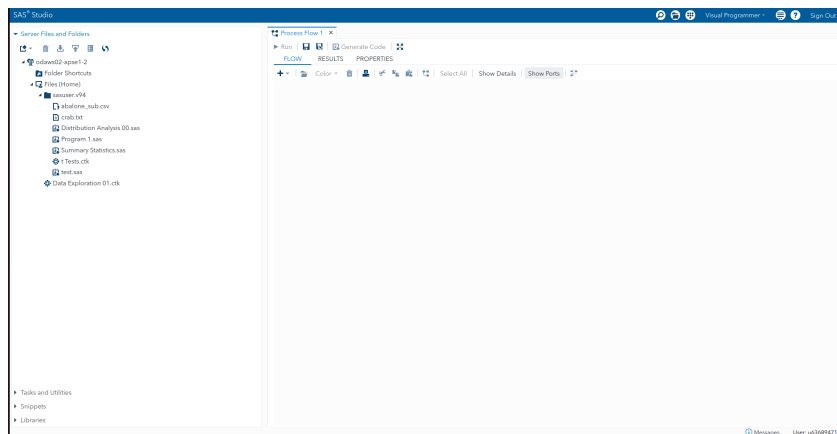 SAS® Studio
Visual Programmer
Sign Out
Server Files and Folders
odaws02-apse1-2
Folder Shortcuts
Files (Home)
sasuser.v94
abalone_sub.csv
crab.txt
Distribution Analysis 00.sas
Program 1.sas
Summary Statistics.sas
t Tests.ctk
test.sas
Data Exploration 01.ctk
Tasks and Utilities
Snippets
Libraries
Process Flow 1 ×
Run Generate Code
FLOW RESULTS PROPERTIES
Color Select All Show Details Show Ports
Messages User: u63689473